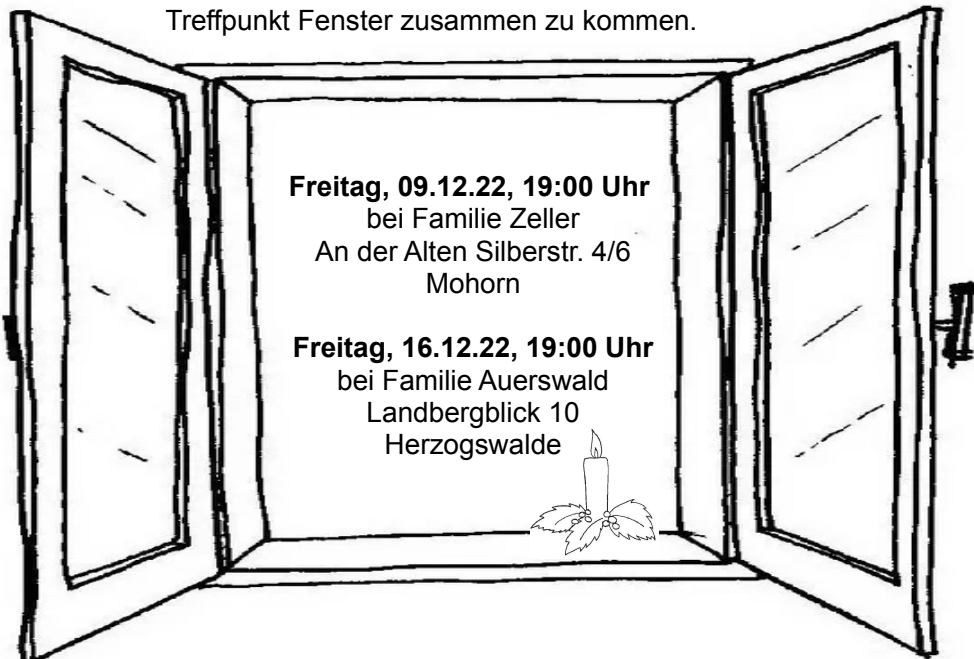 Treffpunkt Fenster zusammen zu kommen.
Freitag, 09.12.22, 19:00 Uhr
bei Familie Zeller
An der Alten Silberstr. 4/6
Mohorn
Freitag, 16.12.22, 19:00 Uhr
bei Familie Auerswald
Landbergblick 10
Herzogswalde